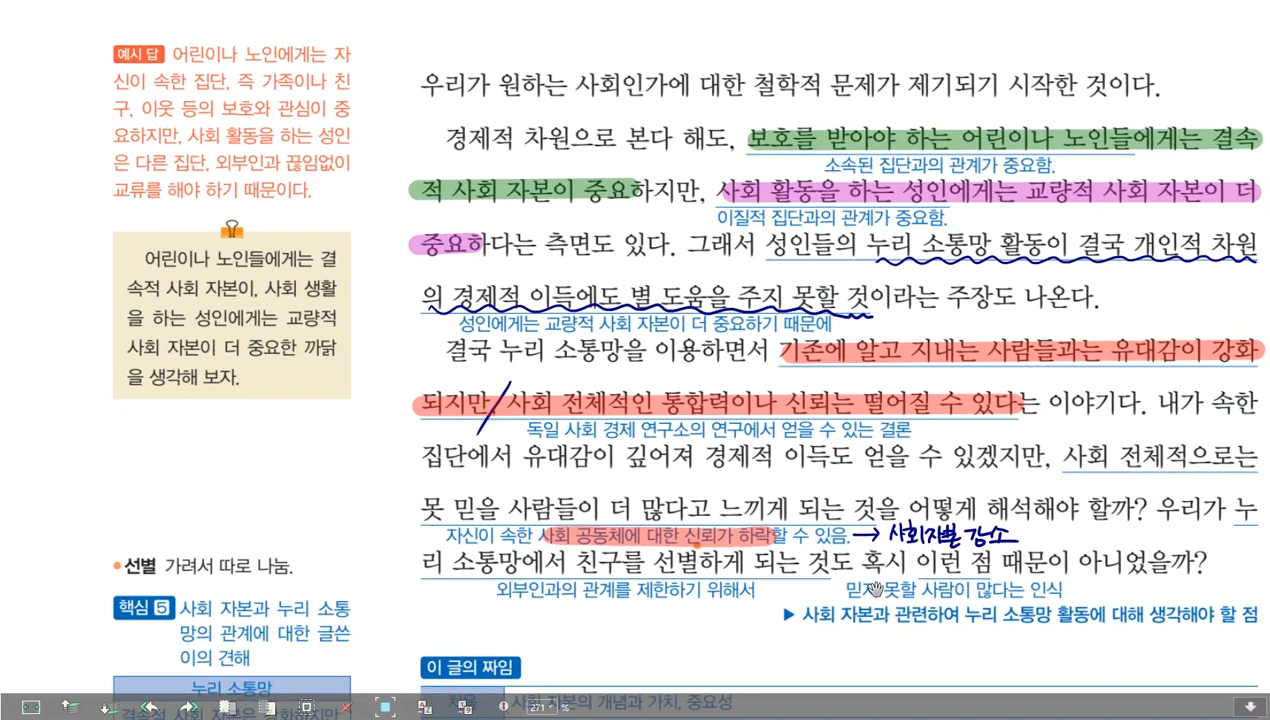 예시 답 어린이나 노인에게는 자
신이 속한 집단, 즉 가족이나 친
구, 이웃 등의 보호와 관심이 중
요하지만, 사회 활동을 하는 성인
은 다른 집단, 외부인과 끊임없이
교류를 해야 하기 때문이다.
어린이나 노인들에게는 결
속적 사회 자본이, 사회 생활
을 하는 성인에게는 교량적
사회 자본이 더 중요한 까닭
을 생각해 보자.
선별 가려서 따로 나눔.
핵심 5 사회 자본과 누리 소통
망의 관계에 대한 글쓴
이의 견해
누리 소통망
결속적 사회 자본은 강화하지만
우리가 원하는 사회인가에 대한 철학적 문제가 제기되기 시작한 것이다.
경제적 차원으로 본다 해도, 보호를 받아야 하는 어린이나 노인들에게는 결속
소속된 집단과의 관계가 중요함.
적 사회 자본이 중요하지만, 사회 활동을 하는 성인에게는 교량적 사회 자본이 더
이질적 집단과의 관계가 중요함.
중요하다는 측면도 있다. 그래서 성인들의 누리 소통망 활동이 결국 개인적 차원
의 경제적 이득에도 별 도움을 주지 못할 것이라는 주장도 나온다.
성인에게는 교량적 사회 자본이 더 중요하기 때문에
결국 누리 소통망을 이용하면서 기존에 알고 지내는 사람들과는 유대감이 강화
되지만, 사회 전체적인 통합력이나 신뢰는 떨어질 수 있다는 이야기다. 내가 속한
독일 사회 경제 연구소의 연구에서 얻을 수 있는 결론
집단에서 유대감이 깊어져 경제적 이득도 얻을 수 있겠지만, 사회 전체적으로는
못 믿을 사람들이 더 많다고 느끼게 되는 것을 어떻게 해석해야 할까? 우리가 누
자신이 속한 사회 공동체에 대한 신뢰가 하락할 수 있음. → 사회자본 감소
리 소통망에서 친구를 선별하게 되는 것도 혹시 이런 점 때문이 아니었을까?
외부인과의 관계를 제한하기 위해서 믿지 못할 사람이 많다는 인식
▶ 사회 자본과 관련하여 누리 소통망 활동에 대해 생각해야 할 점
이 글의 짜임
처음 사회 자본의 개념과 가치, 중요성
271 %